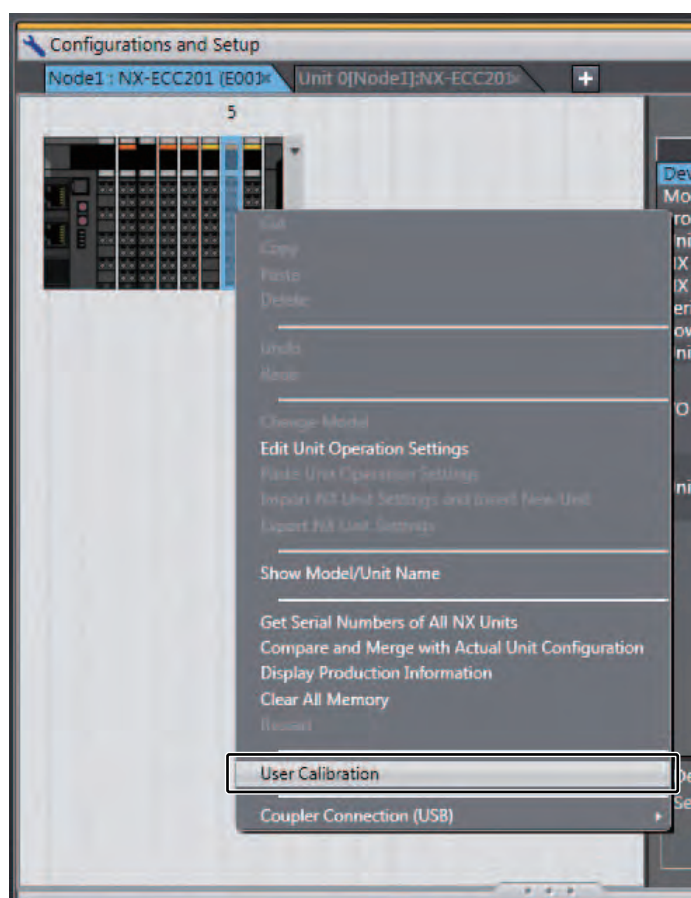 Configurations and Setup
Node1 : NX-ECC201 (E001
Unit 0[Node1]:NX-ECC201
+
5
Dev
Mo
Cut
Copy
Paste
Delete
Undo
Redo
Change Model
Edit Unit Operation Settings
Paste Unit Operation Settings
Import NX Unit Settings and Insert New Unit
Export NX Unit Settings
Show Model/Unit Name
Get Serial Numbers of All NX Units
Compare and Merge with Actual Unit Configuration
Display Production Information
Clear All Memory
Restart
User Calibration
Coupler Connection (USB)